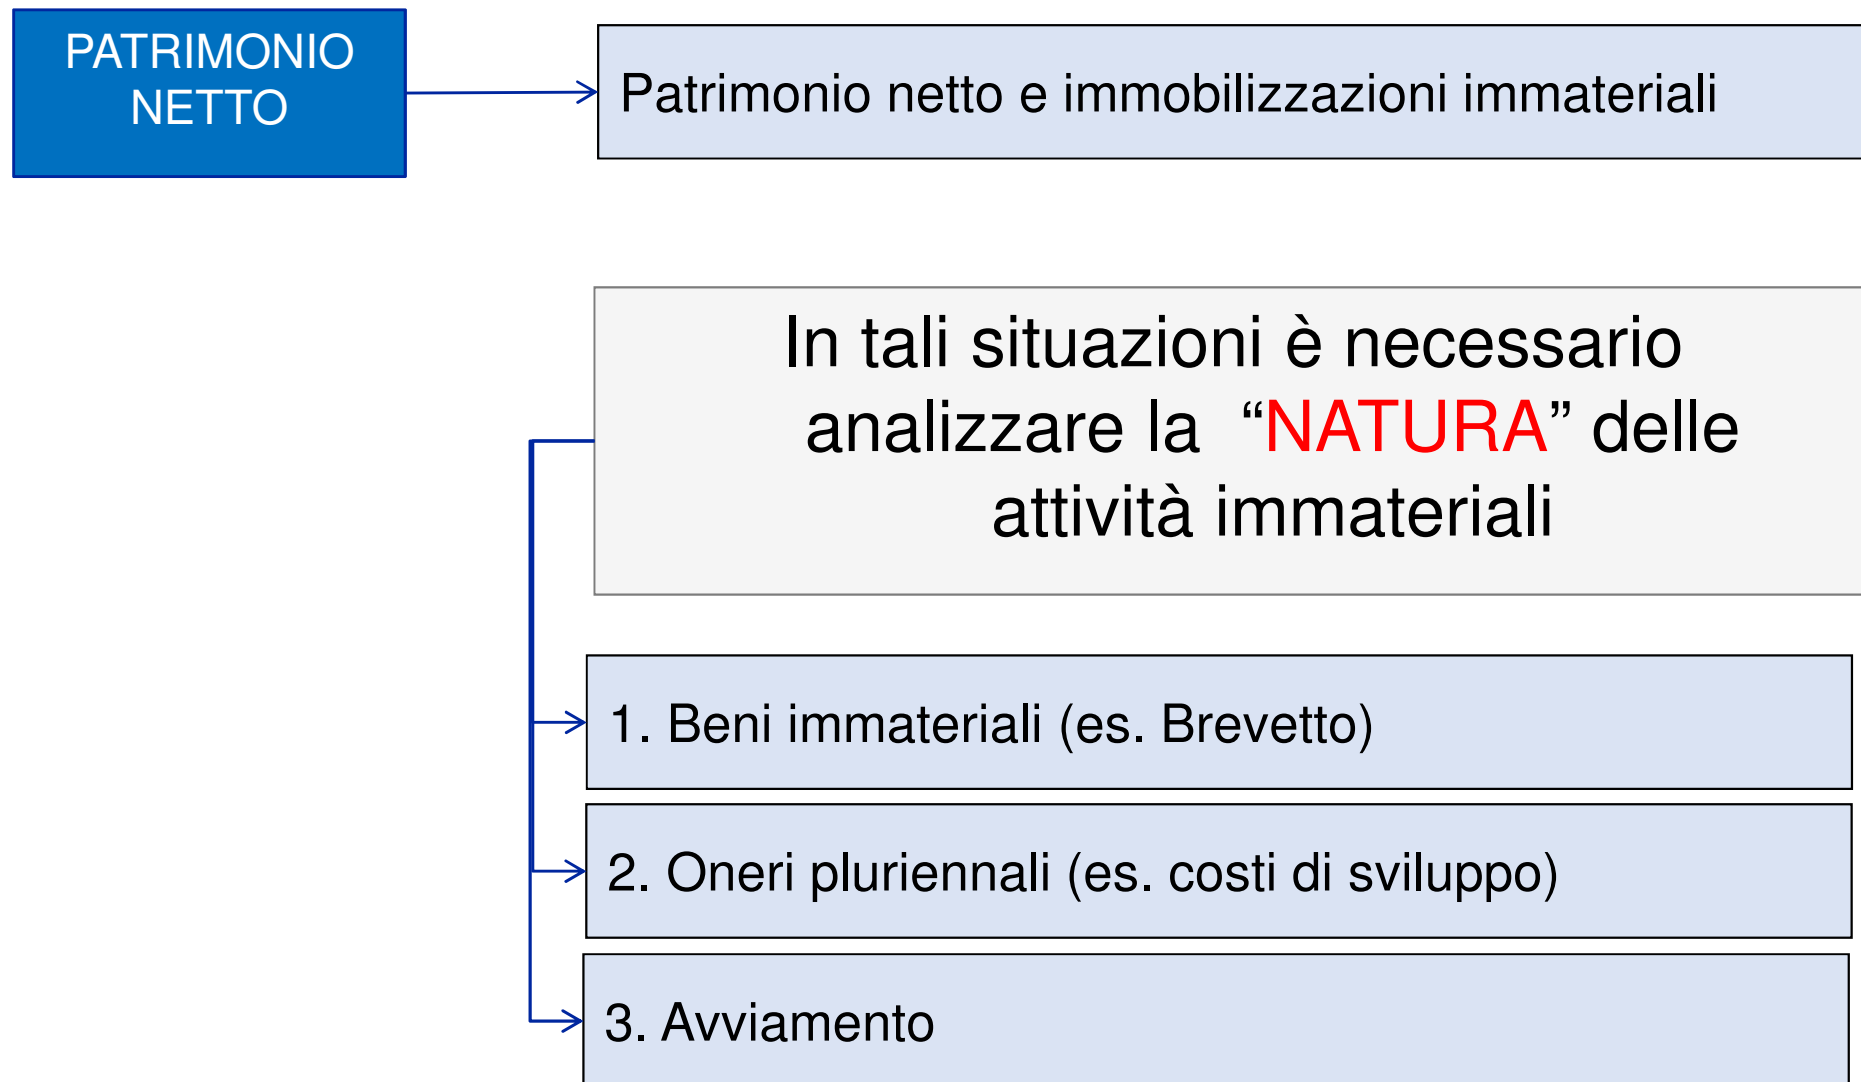 PATRIMONIO
NETTO
Patrimonio netto e immobilizzazioni immateriali
In tali situazioni è necessario
analizzare la “NATURA” delle
attività immateriali
1. Beni immateriali (es. Brevetto)
2. Oneri pluriennali (es. costi di sviluppo)
3. Avviamento